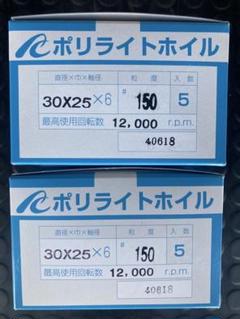 ポリライトホイル
直径×巾×軸径 粒度 入数
30X25×6 # 150 5
最高使用回転数 12,000 r.p.m.
40618
ポリライトホイル
直径×巾×軸径 粒度 入数
30X25×6 # 150 5
最高使用回転数 12,000 r.p.m.
40618